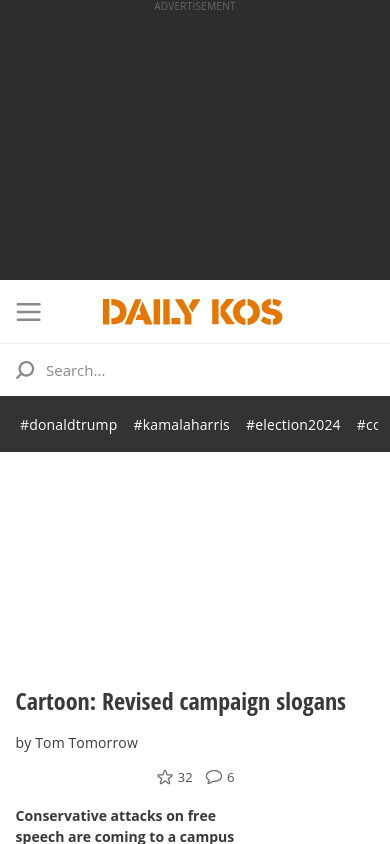 ADVERTISEMENT
DAILY KOS
Search...
#donaldtrump #kamalaharris #election2024
Cartoon: Revised campaign slogans
by Tom Tomorrow
32 6
Conservative attacks on free
speech are coming to a campus